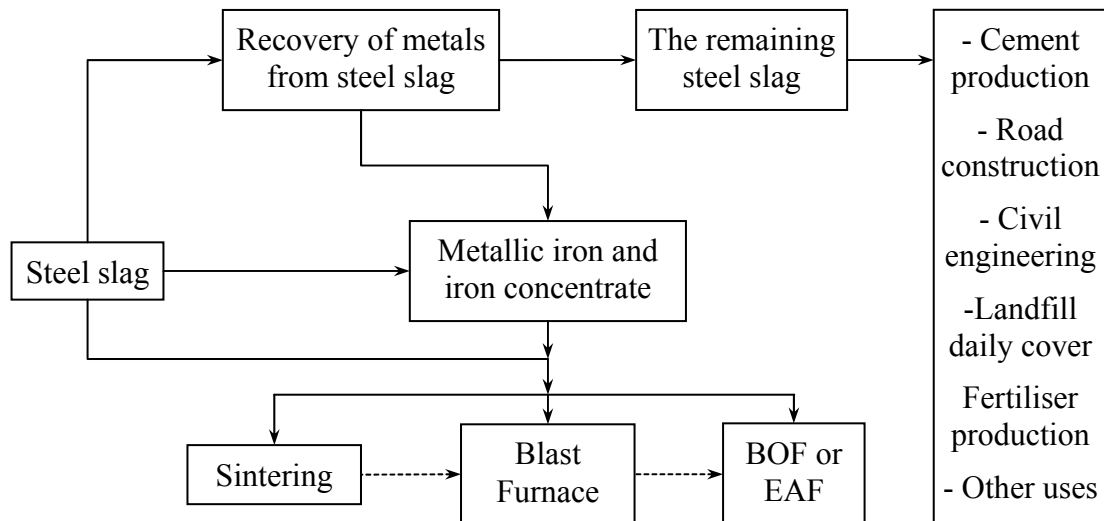 Recovery of metals
from steel slag
The remaining
steel slag
- Cement
production
- Road
construction
- Civil
engineering
-Landfill
daily cover
Fertiliser
production
- Other uses
Steel slag
Metallic iron and
iron concentrate
Sintering
Blast
Furnace
BOF or
EAF